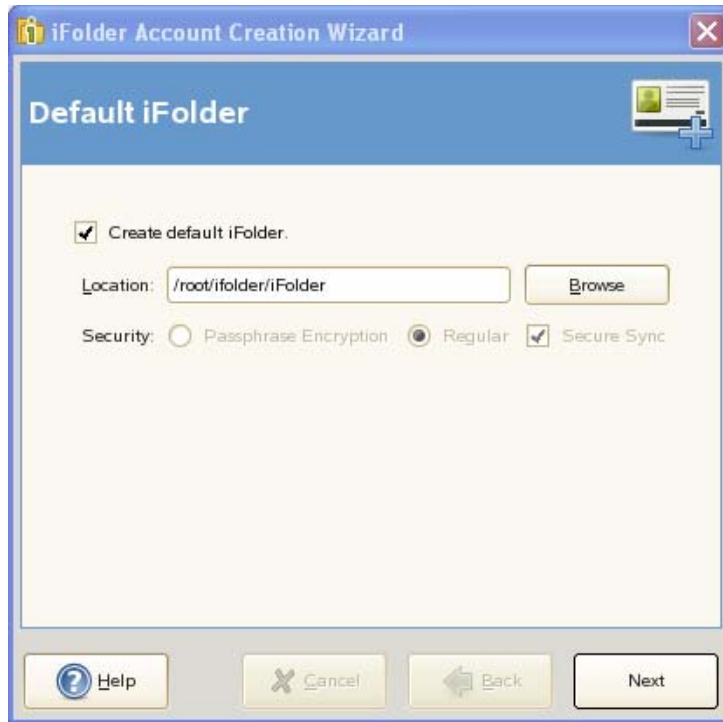 iFolder Account Creation Wizard
Default iFolder
Create default iFolder.
Location: /root/ifolder/iFolder Browse
Security: Passphrase Encryption Regular Secure Sync
Help Cancel Back Next